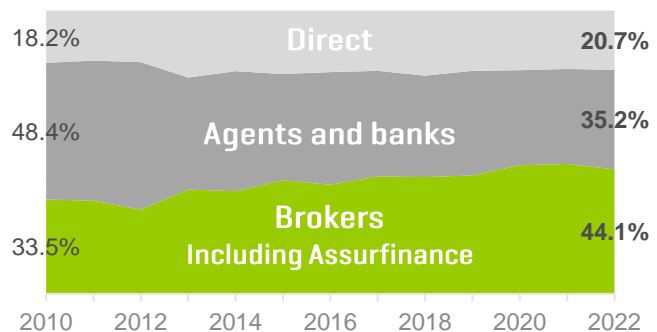 18.2%
Direct
20.7%
48.4%
Agents and banks
35.2%
33.5%
Brokers
Including Assurfinance
44.1%
2010 2012 2014 2016 2018 2020 2022